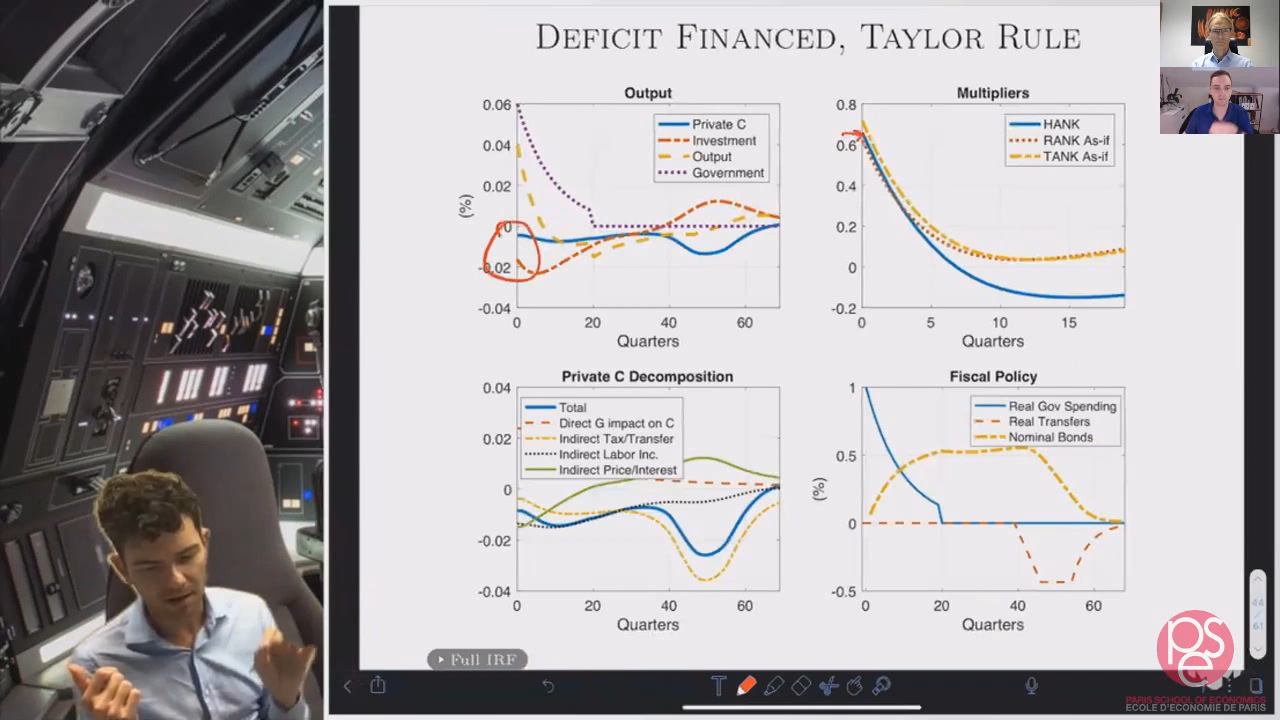 DEFICIT FINANCED, TAYLOR RULE
Output
0.06
0.04
0.02
0
-0.02
-0.04
(%)
Private C
Investment
Output
Government
0
20
40
60
Quarters
Multipliers
0.8
0.6
0.4
0.2
0
-0.2
HANK
RANK As-if
TANK As-if
0
5
10
15
Quarters
Private C Decomposition
0.04
0.02
0
-0.02
-0.04
Total
Direct G impact on C
Indirect Tax/Transfer
Indirect Labor Inc.
Indirect Price/Interest
0
20
40
60
Quarters
Fiscal Policy
1
0.5
0
-0.5
(%)
Real Gov Spending
Real Transfers
Nominal Bonds
0
20
40
60
Quarters
Full IRF
44
/
61
T
pse
PARIS SCHOOL OF ECONOMICS
ECOLE D'ECONOMIE DE PARIS